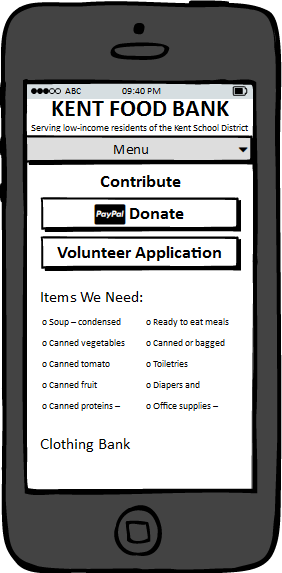 ABC 09:40 PM
KENT FOOD BANK
Serving low-income residents of the Kent School District
Menu
Contribute
PayPal Donate
Volunteer Application
Items We Need:
o Soup – condensed
o Ready to eat meals
o Canned vegetables
o Canned or bagged
o Canned tomato
o Toiletries
o Canned fruit
o Diapers and
o Canned proteins –
o Office supplies –
Clothing Bank